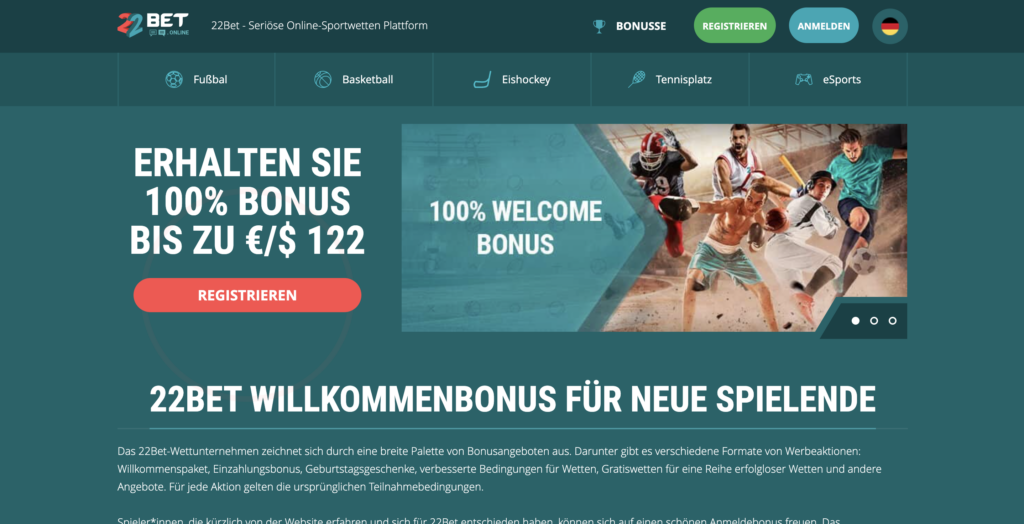 22BET
.ONLINE
22Bet - Seriöse Online-Sportwetten Plattform
BONUSSE
REGISTRIEREN
ANMELDEN
Fußbal
Basketball
Eishockey
Tennisplatz
eSports
ERHALTEN SIE
100% BONUS
BIS ZU €/$ 122
REGISTRIEREN
100% WELCOME
BONUS
22BET WILLKOMMENBONUS FÜR NEUE SPIELENDE
Das 22Bet-Wettunternehmen zeichnet sich durch eine breite Palette von Bonusangeboten aus. Darunter gibt es verschiedene Formate von Werbeaktionen:
Willkommenspaket, Einzahlungsbonus, Geburtstagsgeschenke, verbesserte Bedingungen für Wetten, Gratiswetten für eine Reihe erfolgloser Wetten und andere
Angebote. Für jede Aktion gelten die ursprünglichen Teilnahmebedingungen.
Spieler*innen, die kürzlich von der Website erfahren und sich für 22Bet entschieden haben, können sich auf einen schönen Anmeldebonus freuen. Das